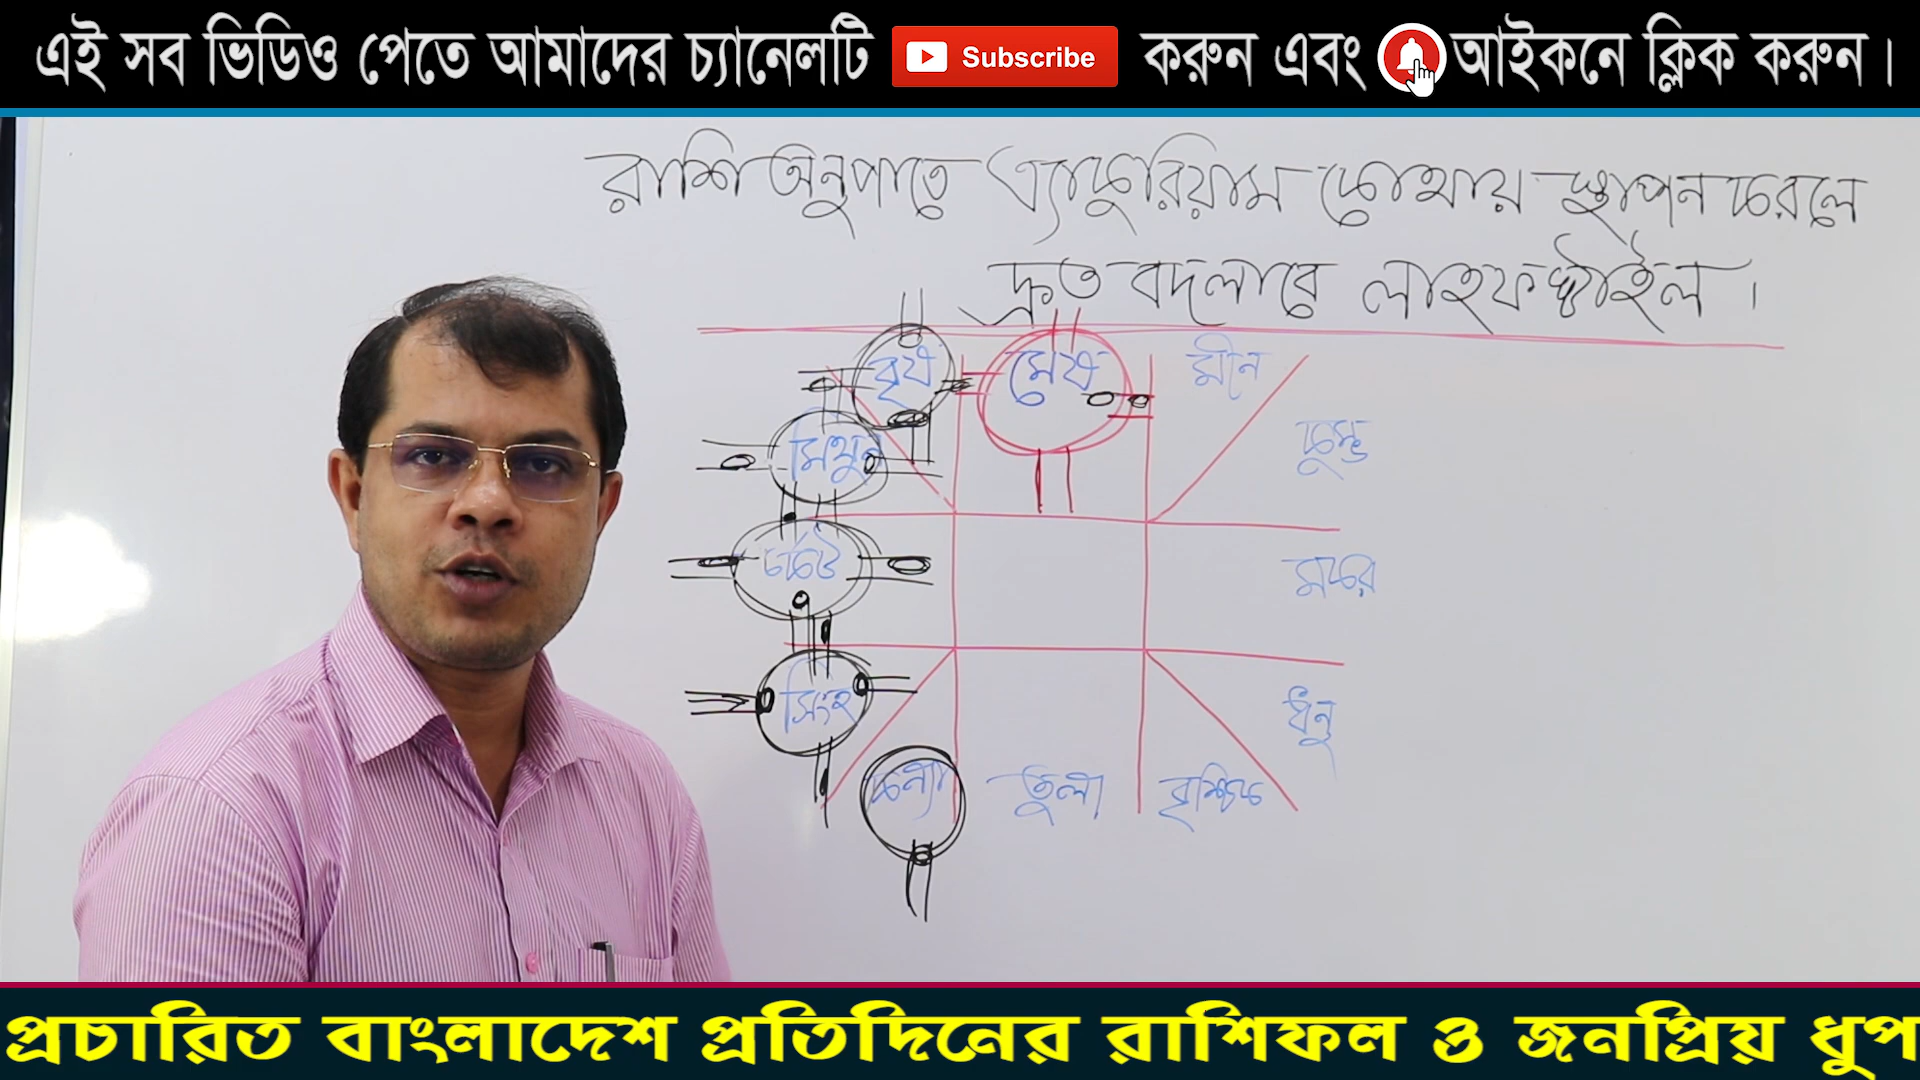 এই সব ভিডিও পেতে আমাদের চ্যানেলটি Subscribe করুন এবং আইকনে ক্লিক করুন।
রাশি অনুপাতে এ্যাকুরিয়াম কোথায় স্থাপন করলে
দ্রুত বদলাবে লাইফস্টাইল।
বৃষ মেষ মীন
মিথুন কুম্ভ
কর্কট মকর
সিংহ ধনু
কন্যা তুলা বৃশ্চিক
প্রচারিত বাংলাদেশ প্রতিদিনের রাশিফল ও জনপ্রিয় ধুপ